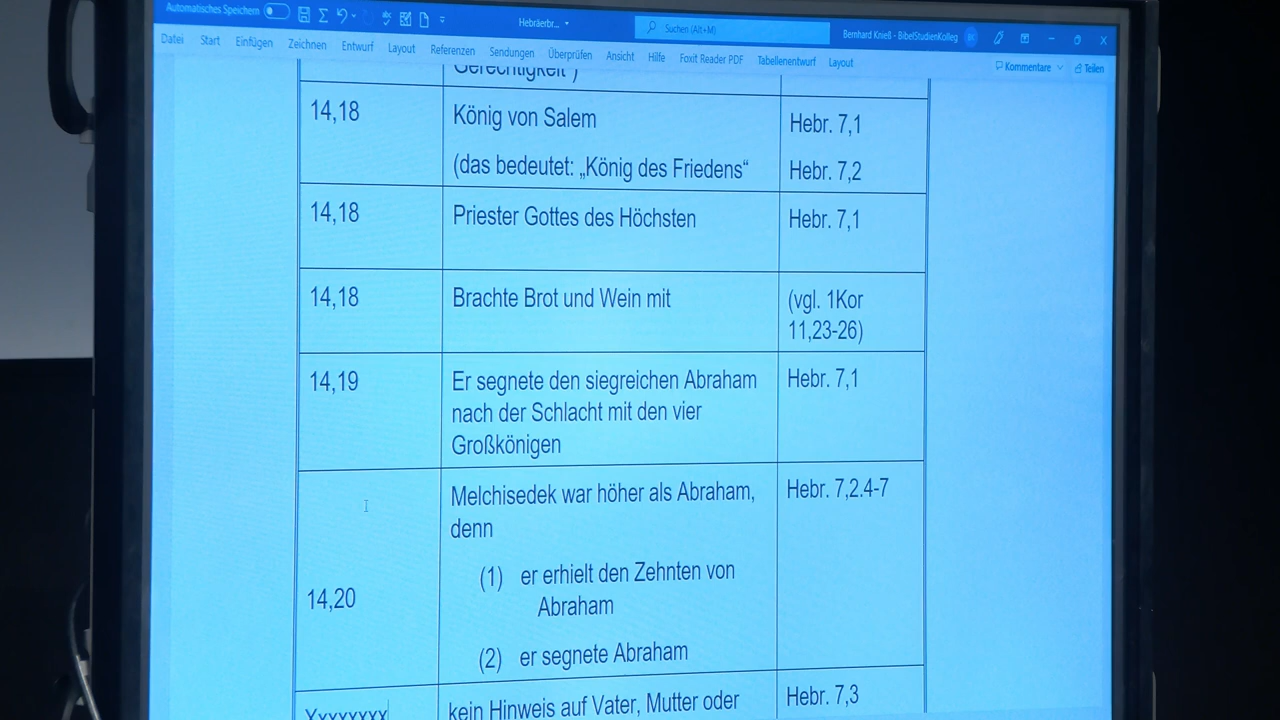 Automatisches Speichern
Hebräerbr...
Suchen (Alt+M)
Bernhard Knieß - BibelStudienKolleg
BK
Datei Start Einfügen Zeichnen Entwurf Layout Referenzen Sendungen Überprüfen Ansicht Hilfe Foxit Reader PDF Tabellenentwurf Layout
Kommentare Teilen
Gerechtigkeit")
14,18 König von Salem Hebr. 7,1
(das bedeutet: „König des Friedens“ Hebr. 7,2
14,18 Priester Gottes des Höchsten Hebr. 7,1
14,18 Brachte Brot und Wein mit (vgl. 1Kor
11,23-26)
14,19 Er segnete den siegreichen Abraham Hebr. 7,1
nach der Schlacht mit den vier
Großkönigen
Melchisedek war höher als Abraham, Hebr. 7,2.4-7
denn
(1) er erhielt den Zehnten von
14,20 Abraham
(2) er segnete Abraham
Yxxxxxxx kein Hinweis auf Vater, Mutter oder Hebr. 7,3